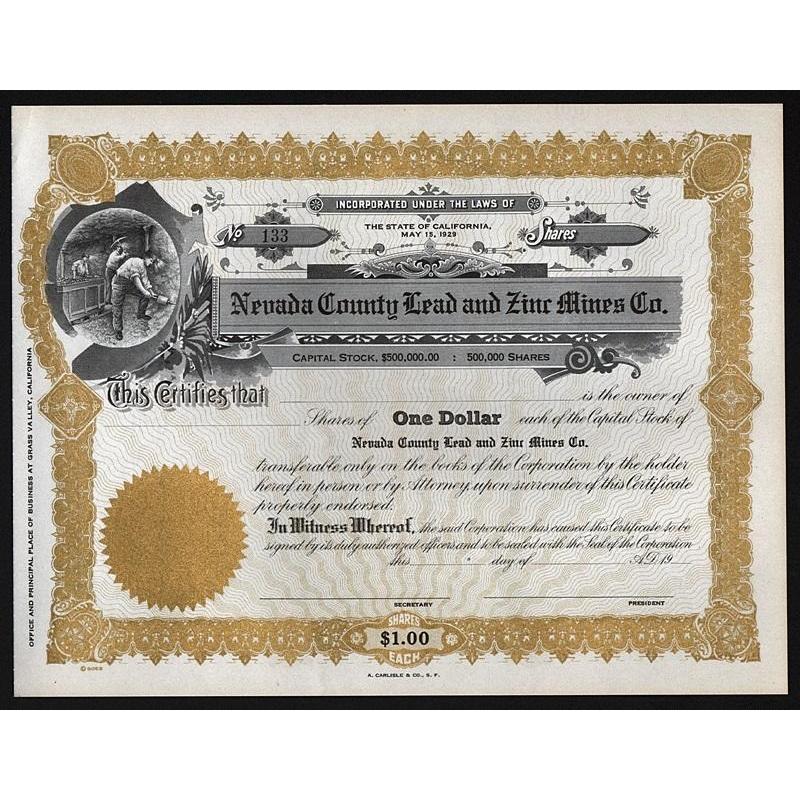 INCORPORATED UNDER THE LAWS OF
No 133
THE STATE OF CALIFORNIA,
MAY 15, 1929
Shares
Nevada County Lead and Zinc Mines Co.
CAPITAL STOCK, $500,000.00 : 500,000 SHARES
This Certifies that is the owner of
Shares of One Dollar each of the Capital Stock of
Nevada County Lead and Zinc Mines Co.
transferable only on the books of the Corporation by the holder
hereof in person or by Attorney upon surrender of this Certificate
properly endorsed.
In Witness Whereof, the said Corporation has caused this Certificate to be
signed by its duly authorized officers and to be sealed with the Seal of the Corporation
this day of A.D. 19
SECRETARY PRESIDENT
SHARES
$1.00
EACH
© GOES
A. CARLISLE & CO., S. F.
OFFICE AND PRINCIPAL PLACE OF BUSINESS AT GRASS VALLEY, CALIFORNIA